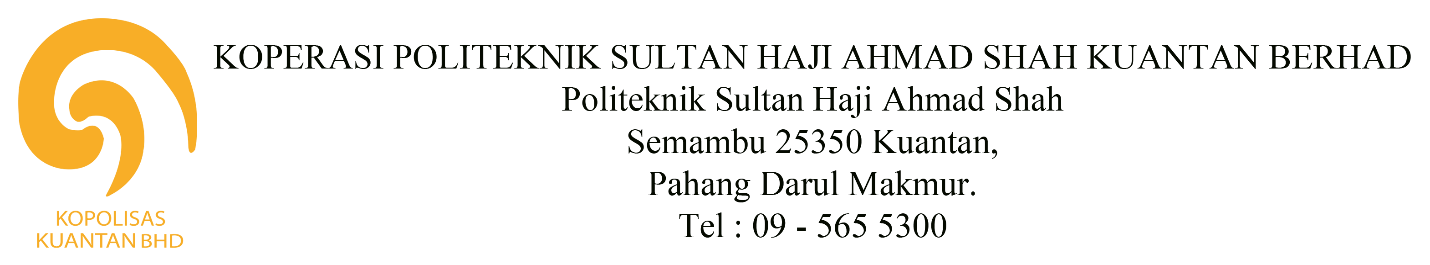 KOPERASI POLITEKNIK SULTAN HAJI AHMAD SHAH KUANTAN BERHAD
Politeknik Sultan Haji Ahmad Shah
Semambu 25350 Kuantan,
Pahang Darul Makmur.
Tel : 09 - 565 5300
KOPOLISAS
KUANTAN BHD